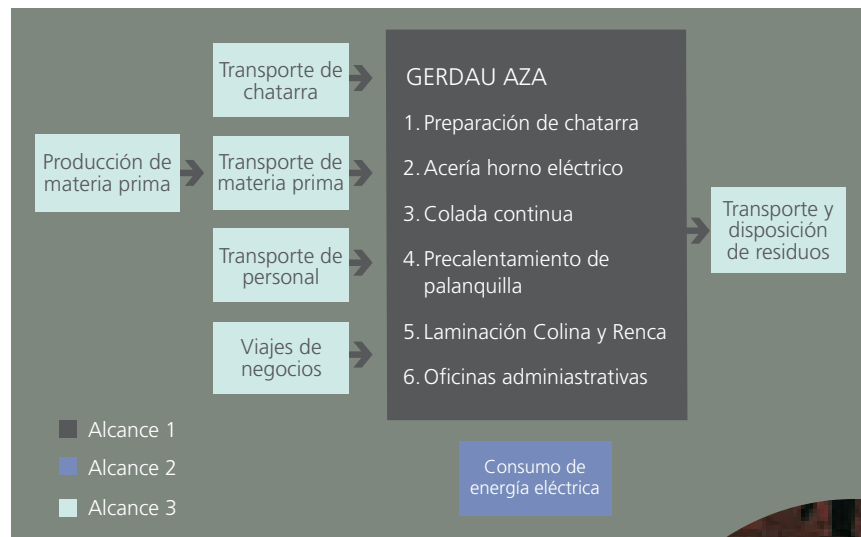 Transporte de
chatarra
Producción de
materia prima
Transporte de
materia prima
Transporte de
personal
Viajes de
negocios
GERDAU AZA
1. Preparación de chatarra
2. Acería horno eléctrico
3. Colada continua
4. Precalentamiento de
palanquilla
5. Laminación Colina y Renca
6. Oficinas adminiastrativas
Transporte y
disposición
de residuos
Consumo de
energía eléctrica
Alcance 1
Alcance 2
Alcance 3